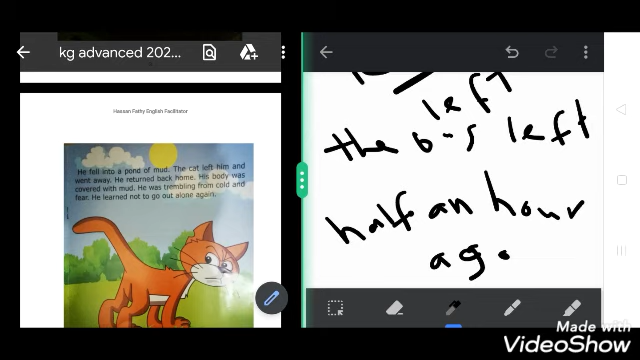 kg advanced 202...
Hassan Fathy English Facilitator
He fell into a pond of mud. The cat left him and
went away. He returned back home. His body was
covered with mud. He was trembling from cold and
fear. He learned not to go out alone again.
left
the bus left
half an hour
ago
Made with
VideoShow